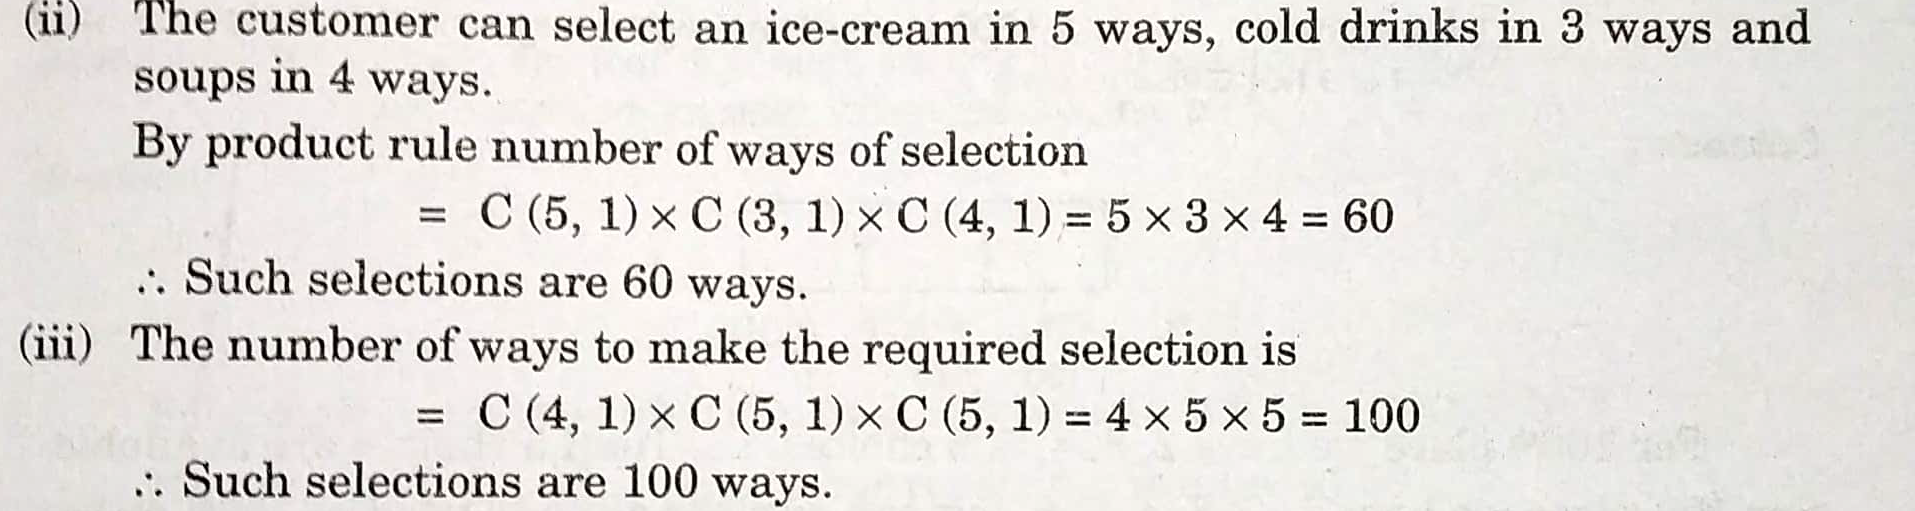 (ii) The customer can select an ice-cream in 5 ways, cold drinks in 3 ways and
soups in 4 ways.
By product rule number of ways of selection
= C (5, 1) × C (3, 1) × C (4, 1) = 5 × 3 × 4 = 60
∴ Such selections are 60 ways.
(iii) The number of ways to make the required selection is
= C (4, 1) × C (5, 1) × C (5, 1) = 4 × 5 × 5 = 100
∴ Such selections are 100 ways.